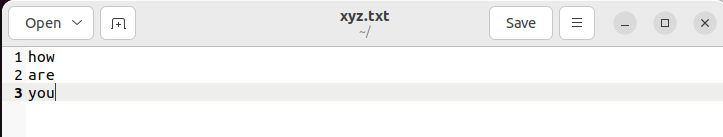 Open xyz.txt Save
~/
1 how
2 are
3 you